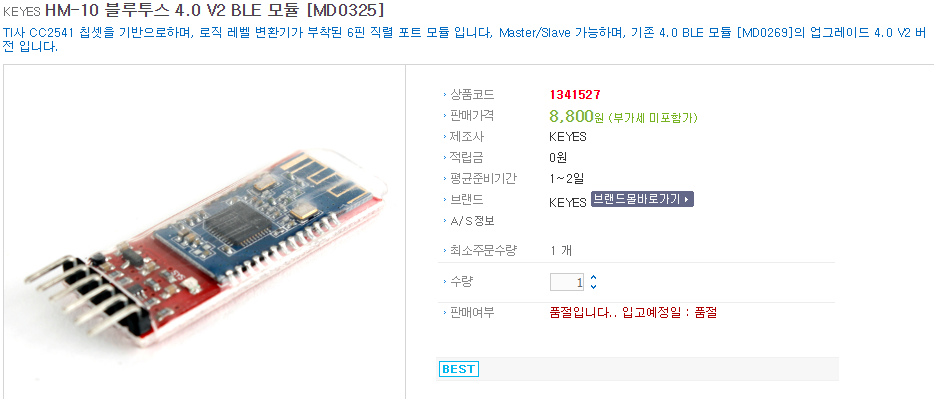 KEYES HM-10 블루투스 4.0 V2 BLE 모듈 [MD0325]
TI사 CC2541 칩셋을 기반으로하며, 로직 레벨 변환기가 부착된 6핀 직렬 포트 모듈 입니다, Master/Slave 가능하며, 기존 4.0 BLE 모듈 [MD0269]의 업그레이드 4.0 V2 버
전 입니다.
상품코드 1341527
판매가격 8,800원 (부가세 미포함가)
제조사 KEYES
적립금 0원
평균준비기간 1~2일
브랜드 KEYES 브랜드몰바로가기
A/S정보
최소주문수량 1 개
수량 1
판매여부 품절입니다.. 입고예정일 : 품절
BEST